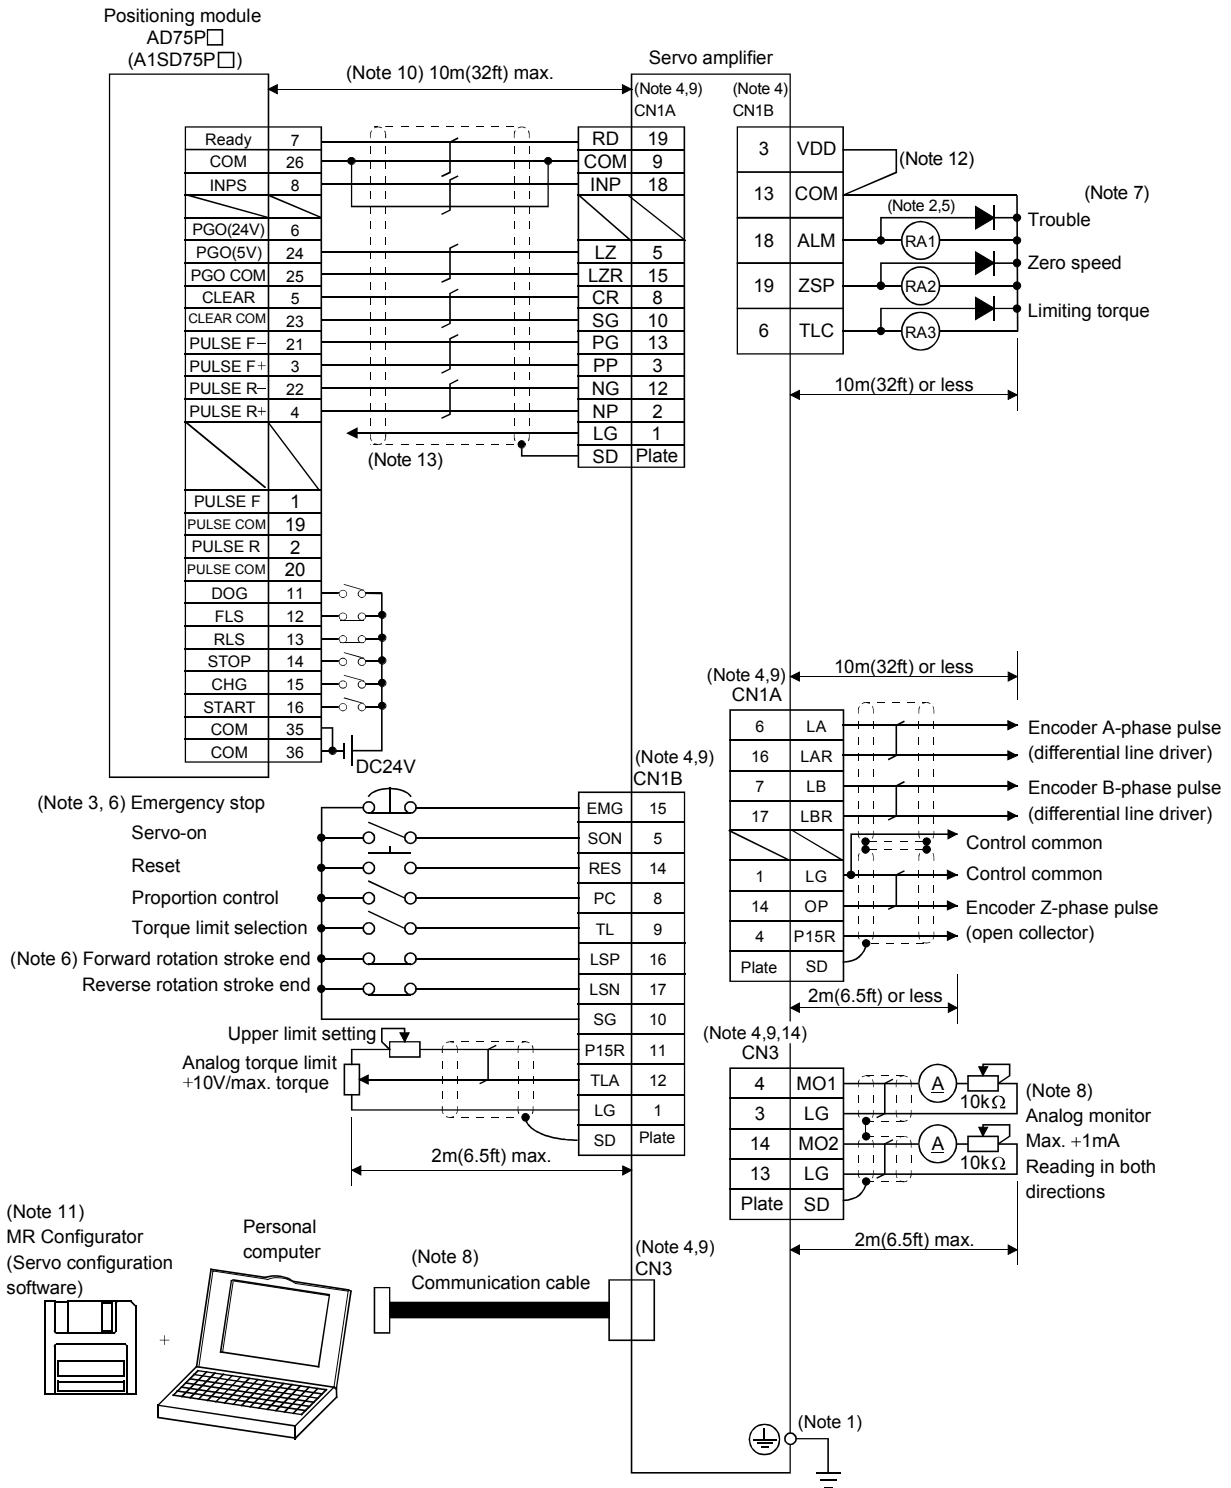 Positioning module
AD75P□
(A1SD75P□)
Servo amplifier
(Note 10) 10m(32ft) max.
(Note 4,9)
CN1A
(Note 4)
CN1B
Ready 7
COM 26
INPS 8
PGO(24V) 6
PGO(5V) 24
PGO COM 25
CLEAR 5
CLEAR COM 23
PULSE F− 21
PULSE F+ 3
PULSE R− 22
PULSE R+ 4
PULSE F 1
PULSE COM 19
PULSE R 2
PULSE COM 20
DOG 11
FLS 12
RLS 13
STOP 14
CHG 15
START 16
COM 35
COM 36
DC24V
(Note 13)
RD 19
COM 9
INP 18
LZ 5
LZR 15
CR 8
SG 10
PG 13
PP 3
NG 12
NP 2
LG 1
SD Plate
3 VDD
13 COM
18 ALM
19 ZSP
6 TLC
(Note 12)
(Note 7)
(Note 2,5)
Trouble
RA1
Zero speed
RA2
Limiting torque
RA3
10m(32ft) or less
(Note 4,9)
CN1B
(Note 3, 6) Emergency stop
Servo-on
Reset
Proportion control
Torque limit selection
(Note 6) Forward rotation stroke end
Reverse rotation stroke end
Upper limit setting
Analog torque limit
+10V/max. torque
EMG 15
SON 5
RES 14
PC 8
TL 9
LSP 16
LSN 17
SG 10
P15R 11
TLA 12
LG 1
SD Plate
2m(6.5ft) max.
10m(32ft) or less
(Note 4,9)
CN1A
6 LA
16 LAR
7 LB
17 LBR
1 LG
14 OP
4 P15R
Plate SD
Encoder A-phase pulse
(differential line driver)
Encoder B-phase pulse
(differential line driver)
Control common
Control common
Encoder Z-phase pulse
(open collector)
2m(6.5ft) or less
(Note 4,9,14)
CN3
4 MO1
3 LG
14 MO2
13 LG
Plate SD
A
10kΩ
A
10kΩ
(Note 8)
Analog monitor
Max. +1mA
Reading in both
directions
2m(6.5ft) max.
(Note 11)
MR Configurator
(Servo configuration
software)
+
Personal
computer
(Note 8)
Communication cable
(Note 4,9)
CN3
(Note 1)